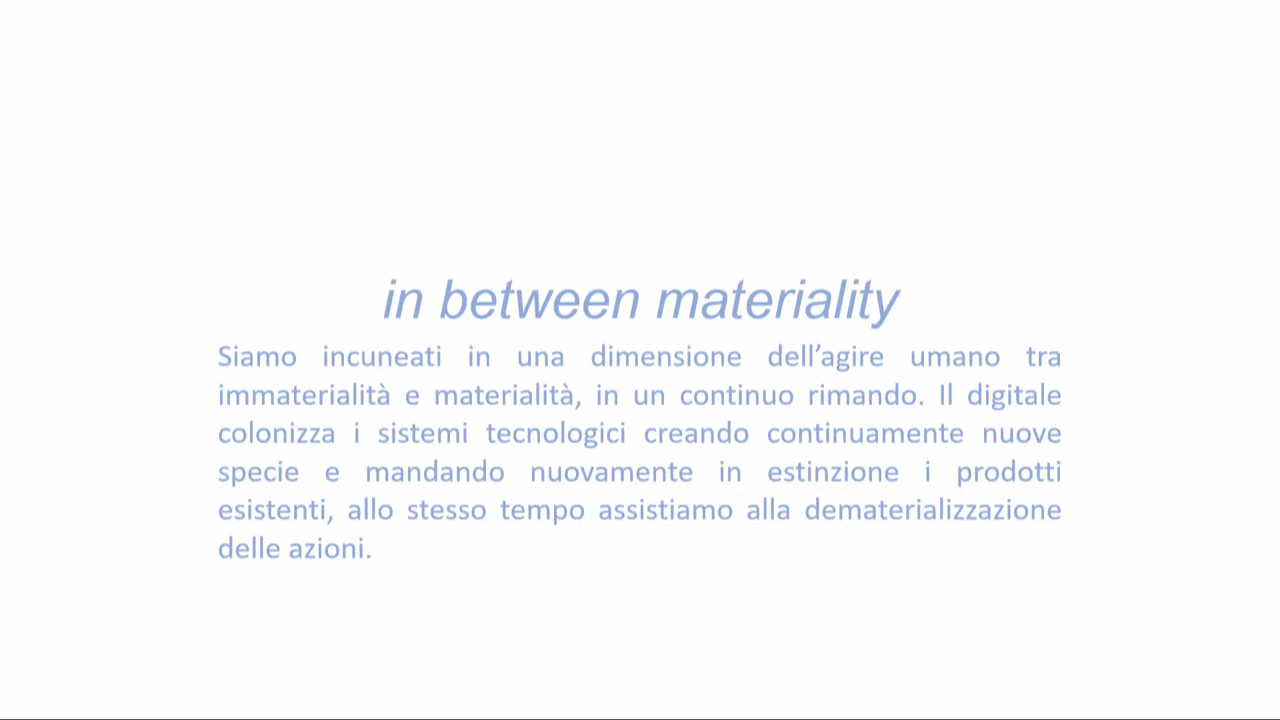 in between materiality
Siamo incuneati in una dimensione dell’agire umano tra
immaterialità e materialità, in un continuo rimando. Il digitale
colonizza i sistemi tecnologici creando continuamente nuove
specie e mandando nuovamente in estinzione i prodotti
esistenti, allo stesso tempo assistiamo alla dematerializzazione
delle azioni.